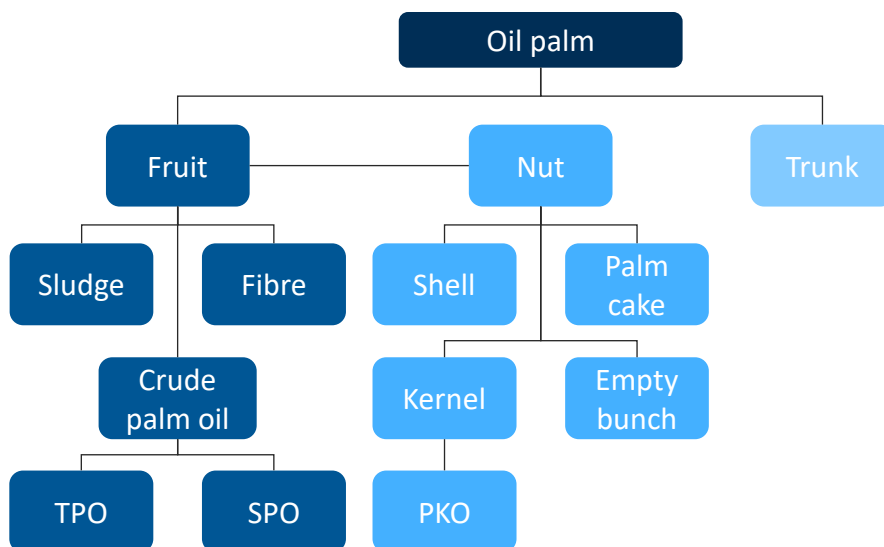 Oil palm
Fruit
Nut
Trunk
Sludge
Fibre
Shell
Palm
cake
Crude
palm oil
Kernel
Empty
bunch
TPO
SPO
PKO